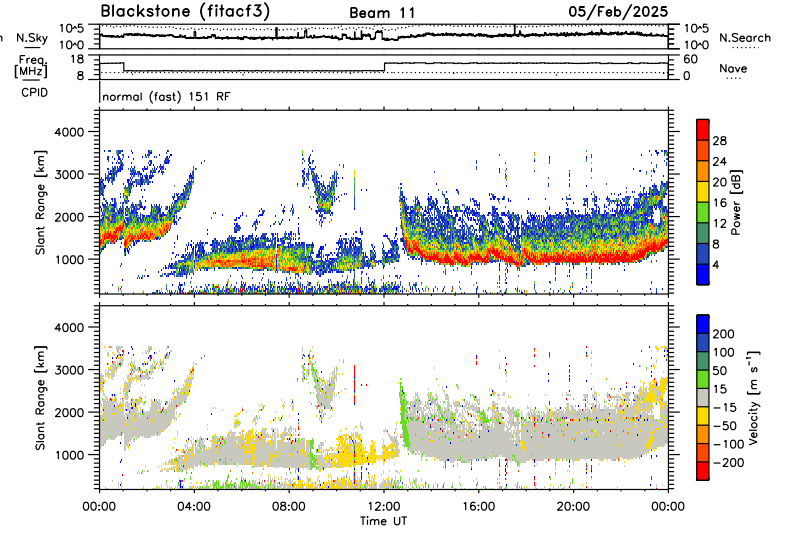 Blackstone (fitacf3) Beam 11 05/Feb/2025
N.Sky 10^5 10^5 N.Search
10^0 10^0
Freq. 18 60
[MHz] 8 0 Nave
CPID normal (fast) 151 RF
4000
3000
2000
1000
Slant Range [km]
28
24
20
16
12
8
4
Power [dB]
4000
3000
2000
1000
Slant Range [km]
200
100
50
15
-15
-50
-100
-200
Velocity [m s⁻¹]
00:00 04:00 08:00 12:00 16:00 20:00 00:00
Time UT